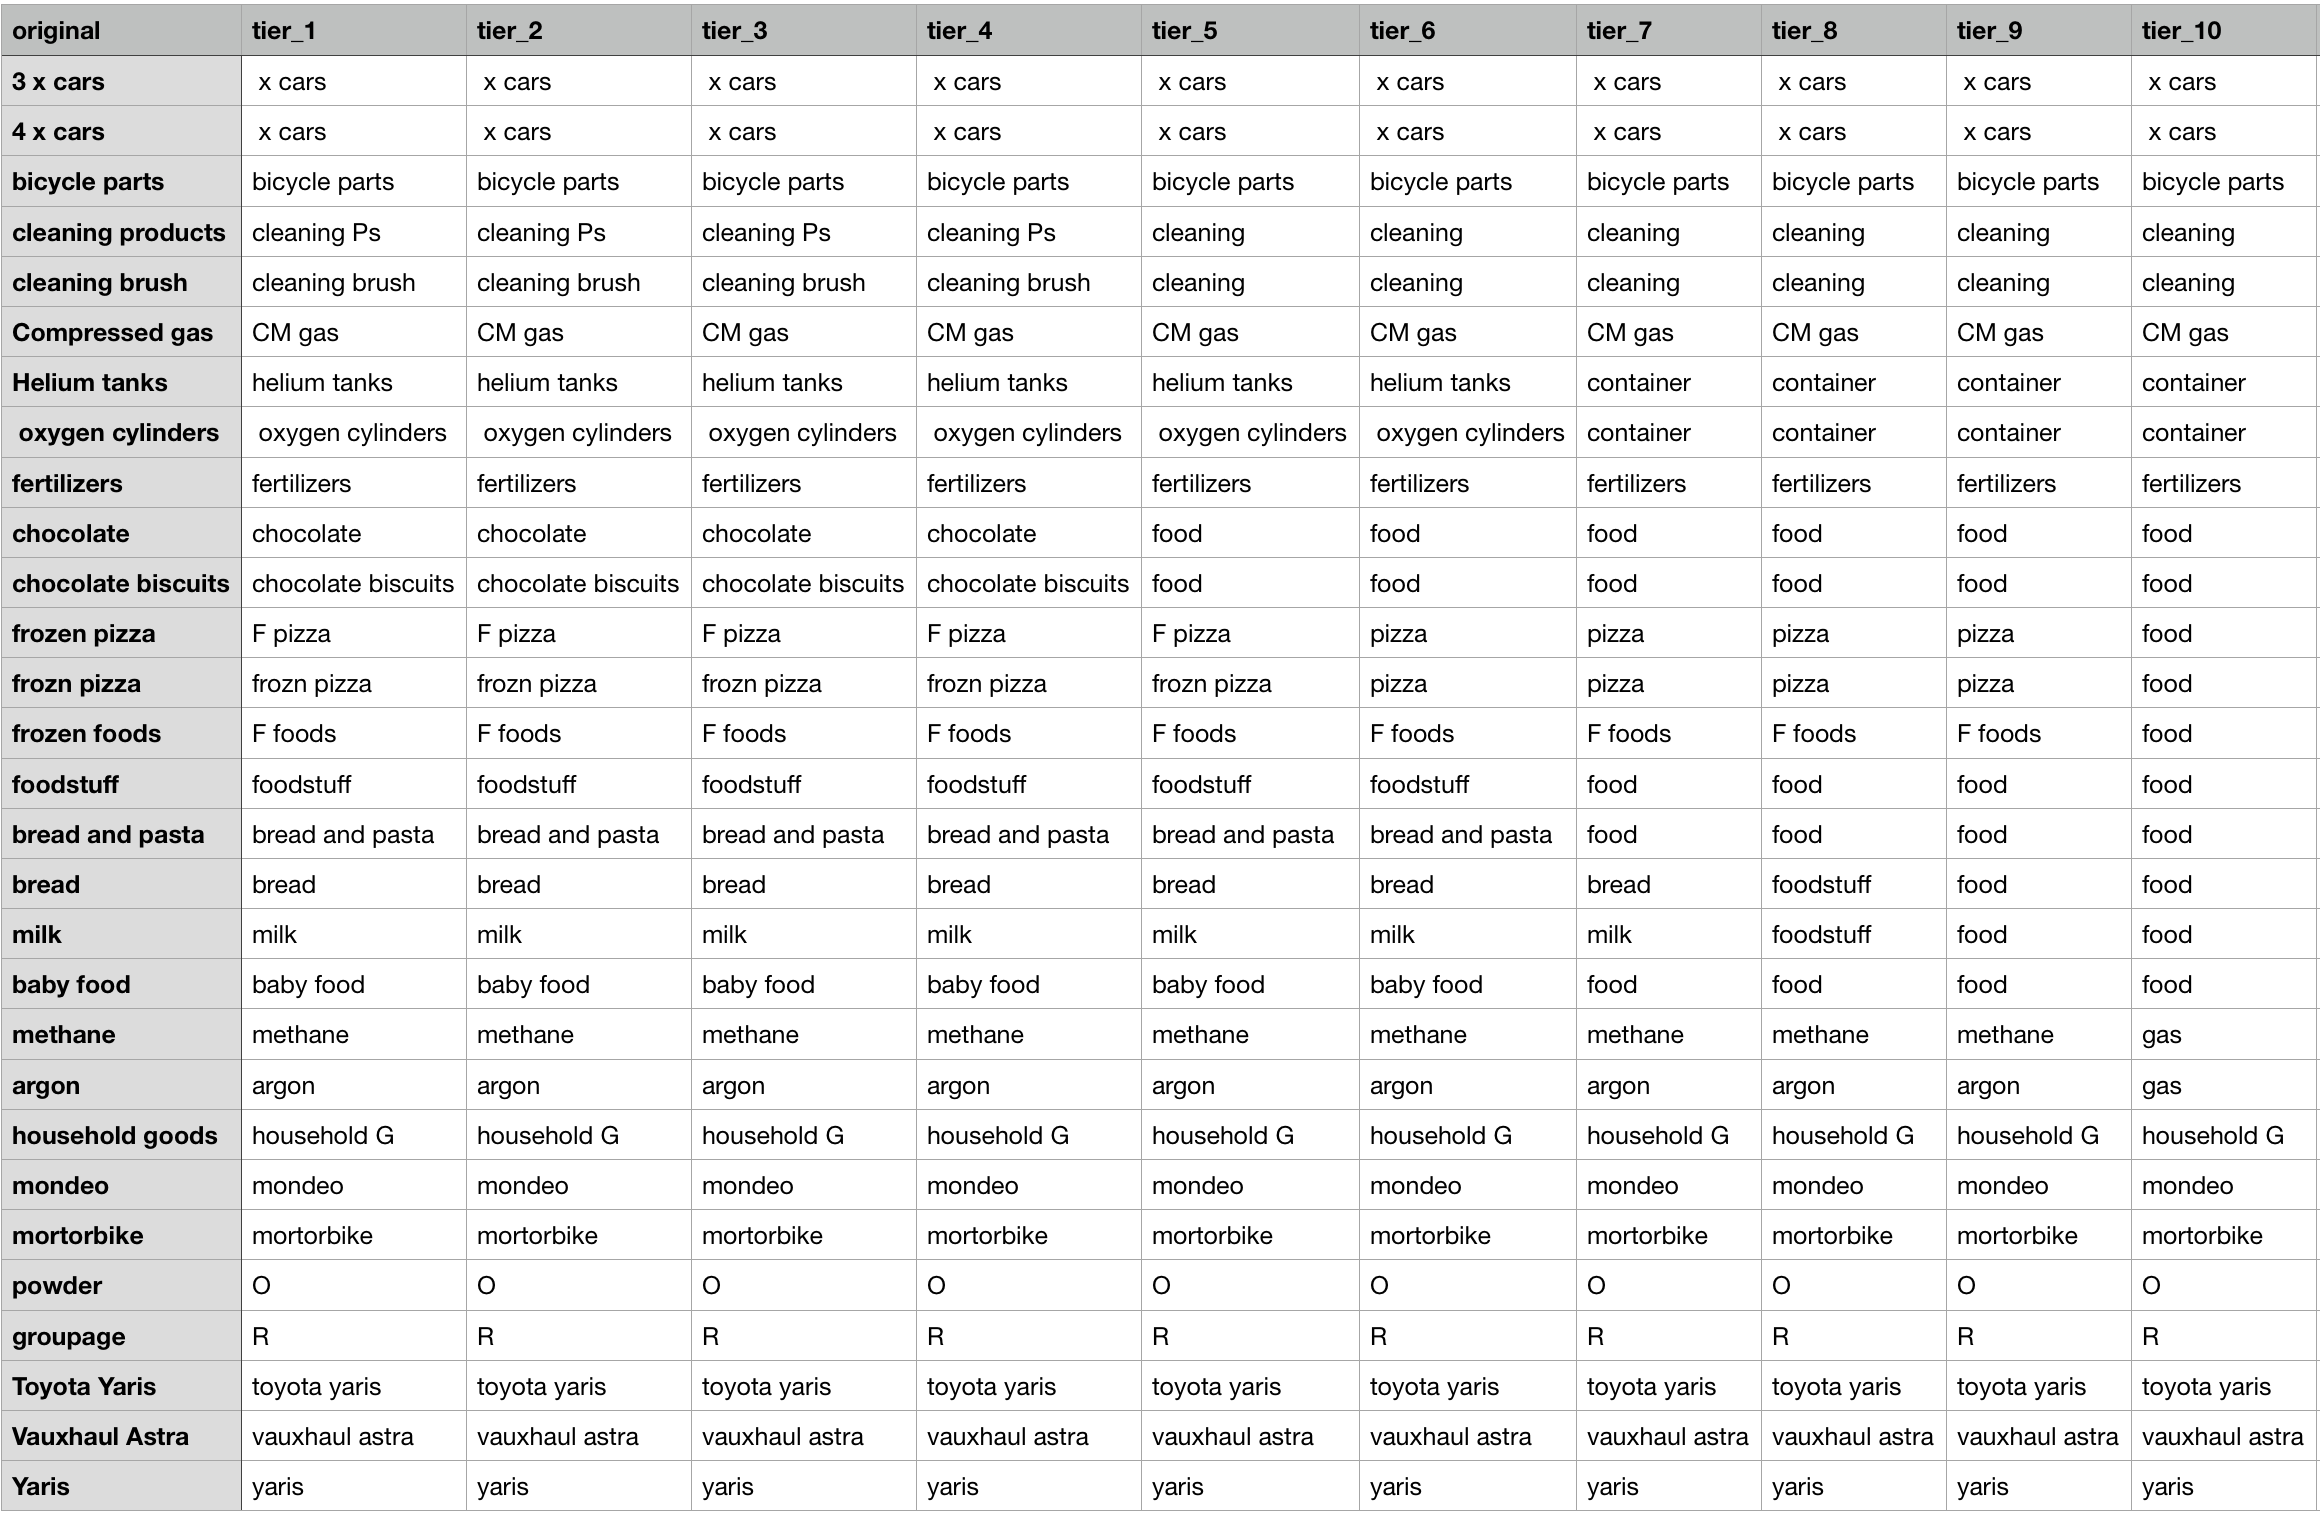 original tier_1 tier_2 tier_3 tier_4 tier_5 tier_6 tier_7 tier_8 tier_9 tier_10
3 x cars x cars x cars x cars x cars x cars x cars x cars x cars x cars x cars
4 x cars x cars x cars x cars x cars x cars x cars x cars x cars x cars x cars
bicycle parts bicycle parts bicycle parts bicycle parts bicycle parts bicycle parts bicycle parts bicycle parts bicycle parts bicycle parts bicycle parts
cleaning products cleaning Ps cleaning Ps cleaning Ps cleaning Ps cleaning cleaning cleaning cleaning cleaning cleaning
cleaning brush cleaning brush cleaning brush cleaning brush cleaning brush cleaning cleaning cleaning cleaning cleaning cleaning
Compressed gas CM gas CM gas CM gas CM gas CM gas CM gas CM gas CM gas CM gas CM gas
Helium tanks helium tanks helium tanks helium tanks helium tanks helium tanks helium tanks container container container container
oxygen cylinders oxygen cylinders oxygen cylinders oxygen cylinders oxygen cylinders oxygen cylinders oxygen cylinders container container container container
fertilizers fertilizers fertilizers fertilizers fertilizers fertilizers fertilizers fertilizers fertilizers fertilizers fertilizers
chocolate chocolate chocolate chocolate chocolate food food food food food food
chocolate biscuits chocolate biscuits chocolate biscuits chocolate biscuits chocolate biscuits food food food food food food
frozen pizza F pizza F pizza F pizza F pizza F pizza pizza pizza pizza pizza food
frozn pizza frozn pizza frozn pizza frozn pizza frozn pizza frozn pizza pizza pizza pizza pizza food
frozen foods F foods F foods F foods F foods F foods F foods F foods F foods F foods food
foodstuff foodstuff foodstuff foodstuff foodstuff foodstuff foodstuff food food food food
bread and pasta bread and pasta bread and pasta bread and pasta bread and pasta bread and pasta bread and pasta food food food food
bread bread bread bread bread bread bread bread foodstuff food food
milk milk milk milk milk milk milk milk foodstuff food food
baby food baby food baby food baby food baby food baby food baby food food food food food
methane methane methane methane methane methane methane methane methane methane gas
argon argon argon argon argon argon argon argon argon argon gas
household goods household G household G household G household G household G household G household G household G household G household G
mondeo mondeo mondeo mondeo mondeo mondeo mondeo mondeo mondeo mondeo mondeo
mortorbike mortorbike mortorbike mortorbike mortorbike mortorbike mortorbike mortorbike mortorbike mortorbike mortorbike
powder O O O O O O O O O O
groupage R R R R R R R R R R
Toyota Yaris toyota yaris toyota yaris toyota yaris toyota yaris toyota yaris toyota yaris toyota yaris toyota yaris toyota yaris toyota yaris
Vauxhaul Astra vauxhaul astra vauxhaul astra vauxhaul astra vauxhaul astra vauxhaul astra vauxhaul astra vauxhaul astra vauxhaul astra vauxhaul astra vauxhaul astra
Yaris yaris yaris yaris yaris yaris yaris yaris yaris yaris yaris